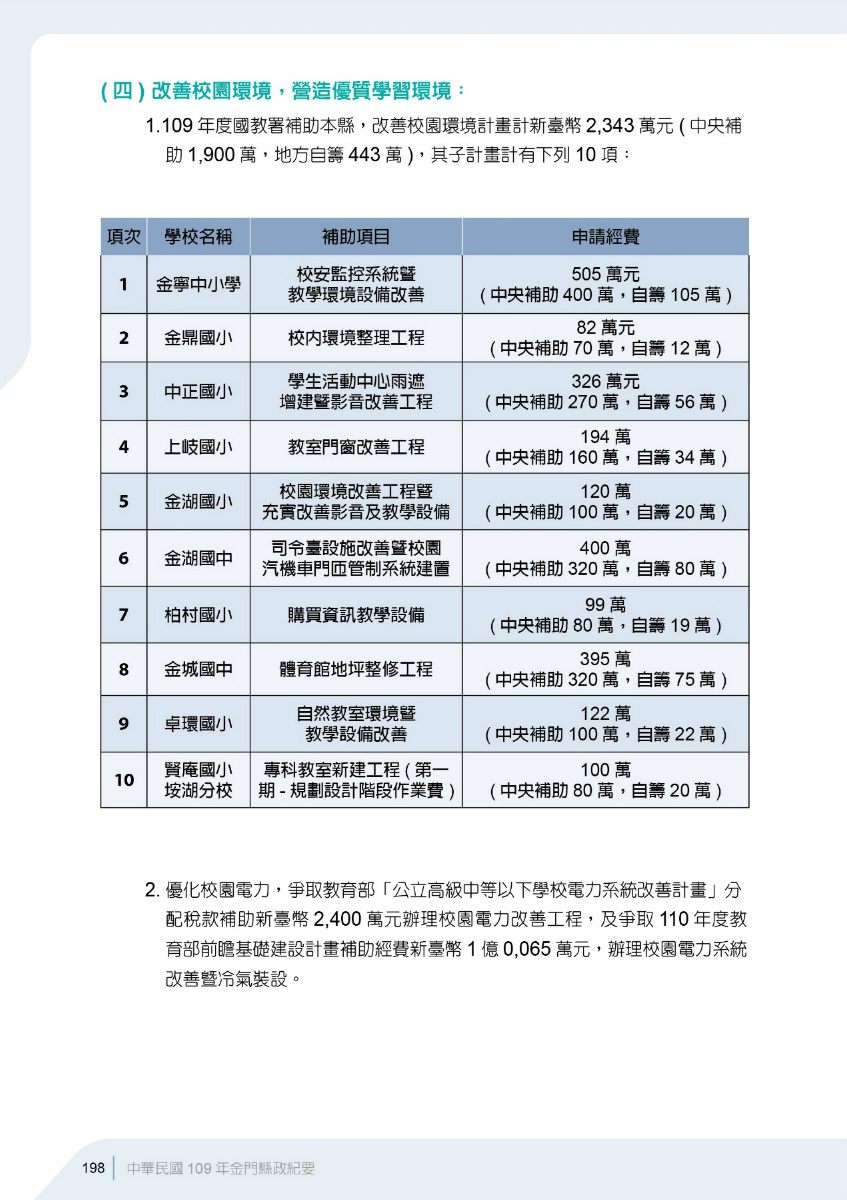 ( 四 ) 改善校園環境，營造優質學習環境：
1.109 年度國教署補助本縣，改善校園環境計畫計新臺幣 2,343 萬元 ( 中央補
助 1,900 萬，地方自籌 443 萬 )，其子計畫計有下列 10 項：
項次 學校名稱 補助項目 申請經費
1 金寧中小學 校安監控系統暨 505 萬元
教學環境設備改善 ( 中央補助 400 萬，自籌 105 萬 )
2 金鼎國小 校內環境整理工程 82 萬元
( 中央補助 70 萬，自籌 12 萬 )
3 中正國小 學生活動中心雨遮 326 萬元
增建暨影音改善工程 ( 中央補助 270 萬，自籌 56 萬 )
4 上岐國小 教室門窗改善工程 194 萬
( 中央補助 160 萬，自籌 34 萬 )
5 金湖國小 校園環境改善工程暨 120 萬
充實改善影音及教學設備 ( 中央補助 100 萬，自籌 20 萬 )
6 金湖國中 司令臺設施改善暨校園 400 萬
汽機車門匝管制系統建置 ( 中央補助 320 萬，自籌 80 萬 )
7 柏村國小 購買資訊教學設備 99 萬
( 中央補助 80 萬，自籌 19 萬 )
8 金城國中 體育館地坪整修工程 395 萬
( 中央補助 320 萬，自籌 75 萬 )
9 卓環國小 自然教室環境暨 122 萬
教學設備改善 ( 中央補助 100 萬，自籌 22 萬 )
10 賢庵國小 專科教室新建工程 ( 第一 100 萬
垵湖分校 期 - 規劃設計階段作業費 ) ( 中央補助 80 萬，自籌 20 萬 )
2. 優化校園電力，爭取教育部「公立高級中等以下學校電力系統改善計畫」分
配稅款補助新臺幣 2,400 萬元辦理校園電力改善工程，及爭取 110 年度教
育部前瞻基礎建設計畫補助經費新臺幣 1 億 0,065 萬元，辦理校園電力系統
改善暨冷氣裝設。
198 中華民國 109 年金門縣政紀要